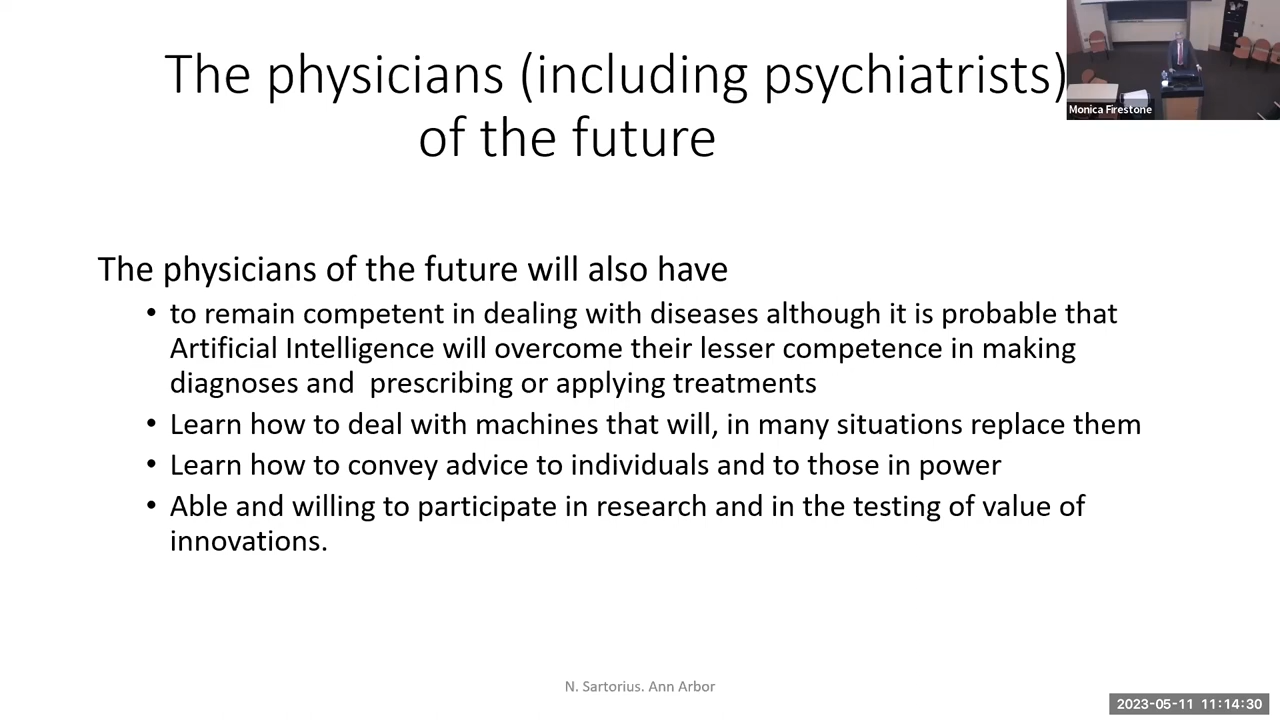 The physicians (including psychiatrists)
of the future
Monica Firestone
The physicians of the future will also have
• to remain competent in dealing with diseases although it is probable that
Artificial Intelligence will overcome their lesser competence in making
diagnoses and  prescribing or applying treatments
• Learn how to deal with machines that will, in many situations replace them
• Learn how to convey advice to individuals and to those in power
• Able and willing to participate in research and in the testing of value of
innovations.
N. Sartorius. Ann Arbor
2023-05-11 11:14:30